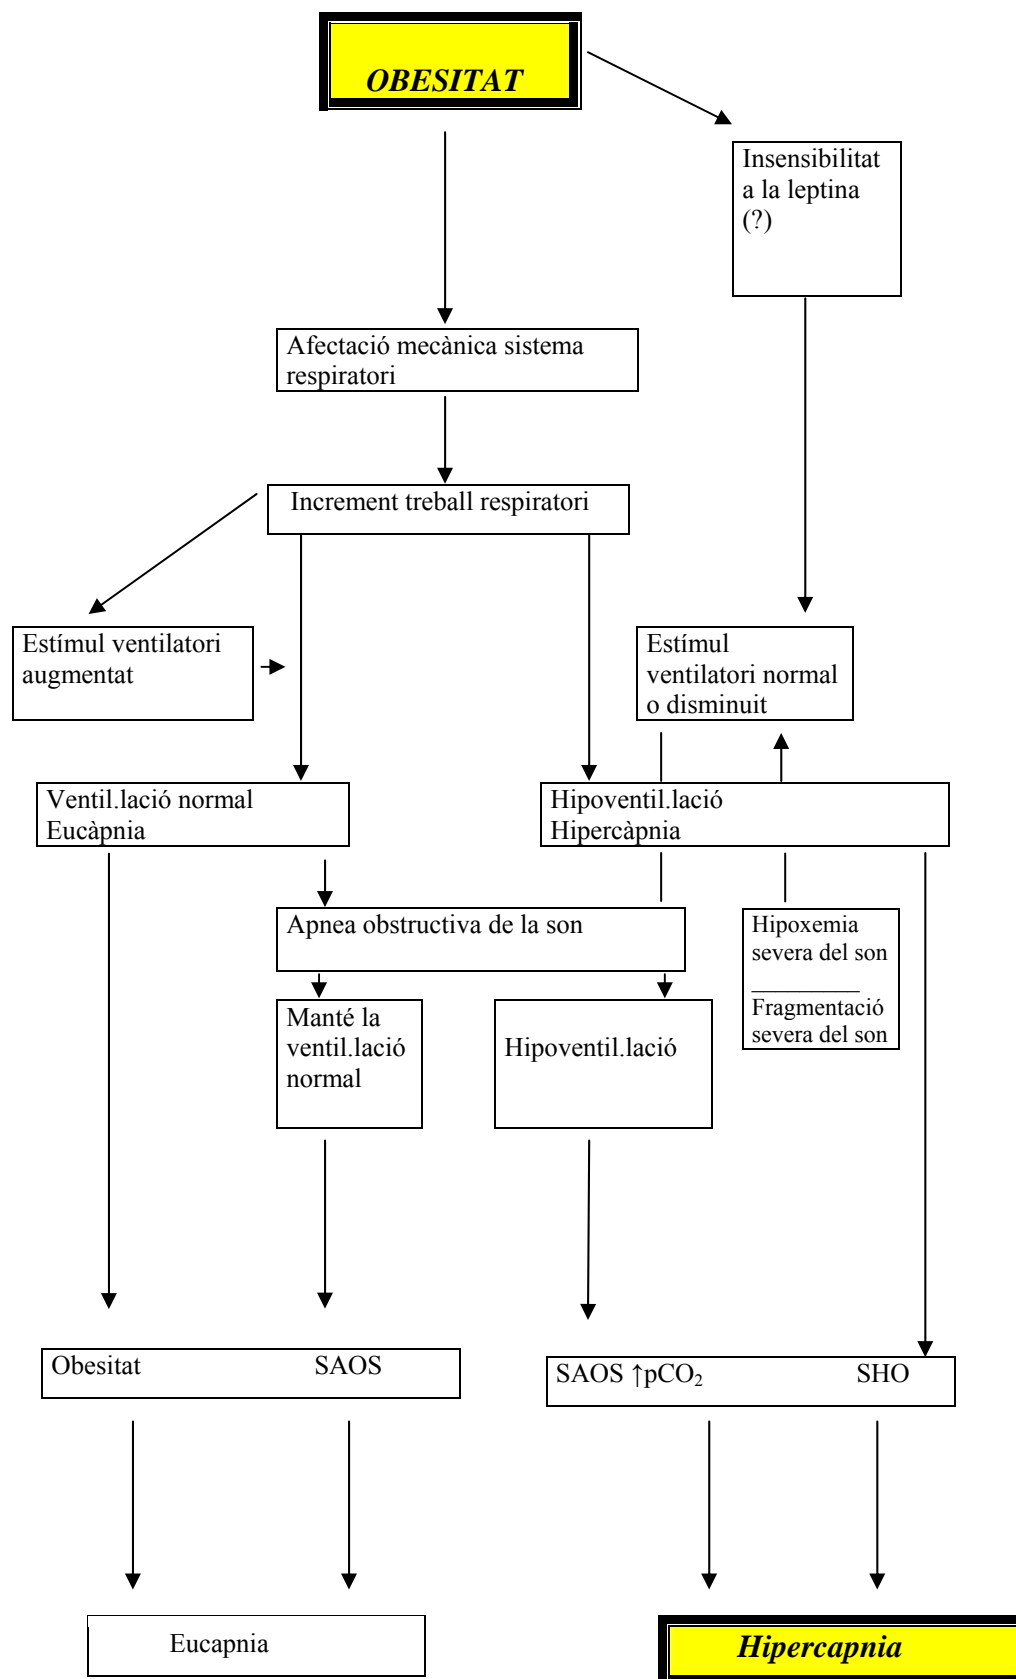 OBESITAT
Insensibilitat
a la leptina
(?)
Afectació mecànica sistema
respiratori
Increment treball respiratori
Estímul ventilatori
augmentat
Estímul
ventilatori normal
o disminuit
Ventil.lació normal
Eucàpnia
Hipoventil.lació
Hipercàpnia
Apnea obstructiva de la son
Hipoxemia
severa del son
_________
Fragmentació
severa del son
Manté la
ventil.lació
normal
Hipoventil.lació
Obesitat SAOS
SAOS ↑pCO₂ SHO
Eucapnia
Hipercapnia